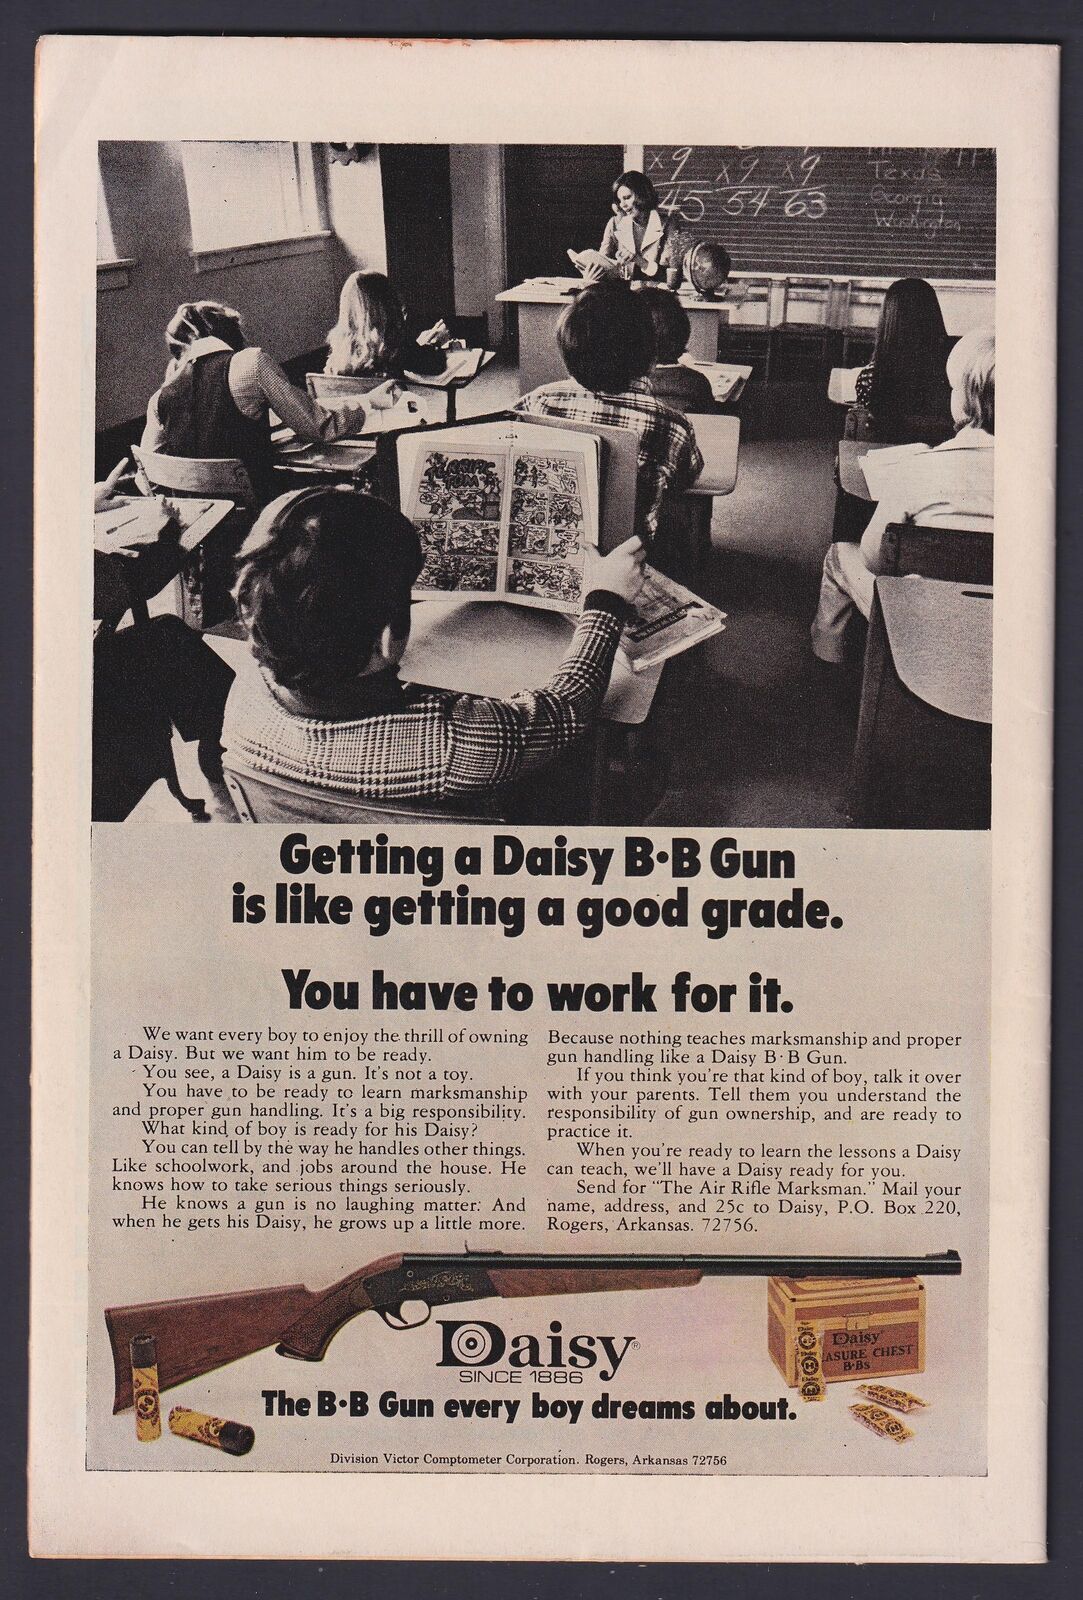 x9 x9 x9
45 54 63
Texas
Georgia
Washington
Getting a Daisy B·B Gun
is like getting a good grade.
You have to work for it.
We want every boy to enjoy the thrill of owning
a Daisy. But we want him to be ready.
You see, a Daisy is a gun. It's not a toy.
You have to be ready to learn marksmanship
and proper gun handling. It's a big responsibility.
What kind of boy is ready for his Daisy?
You can tell by the way he handles other things.
Like schoolwork, and jobs around the house. He
knows how to take serious things seriously.
He knows a gun is no laughing matter. And
when he gets his Daisy, he grows up a little more.
Because nothing teaches marksmanship and proper
gun handling like a Daisy B·B Gun.
If you think you're that kind of boy, talk it over
with your parents. Tell them you understand the
responsibility of gun ownership, and are ready to
practice it.
When you're ready to learn the lessons a Daisy
can teach, we'll have a Daisy ready for you.
Send for "The Air Rifle Marksman." Mail your
name, address, and 25c to Daisy, P.O. Box 220,
Rogers, Arkansas. 72756.
Daisy®
SINCE 1886
Daisy
ASURE CHEST
B·Bs
The B·B Gun every boy dreams about.
Division Victor Comptometer Corporation. Rogers, Arkansas 72756